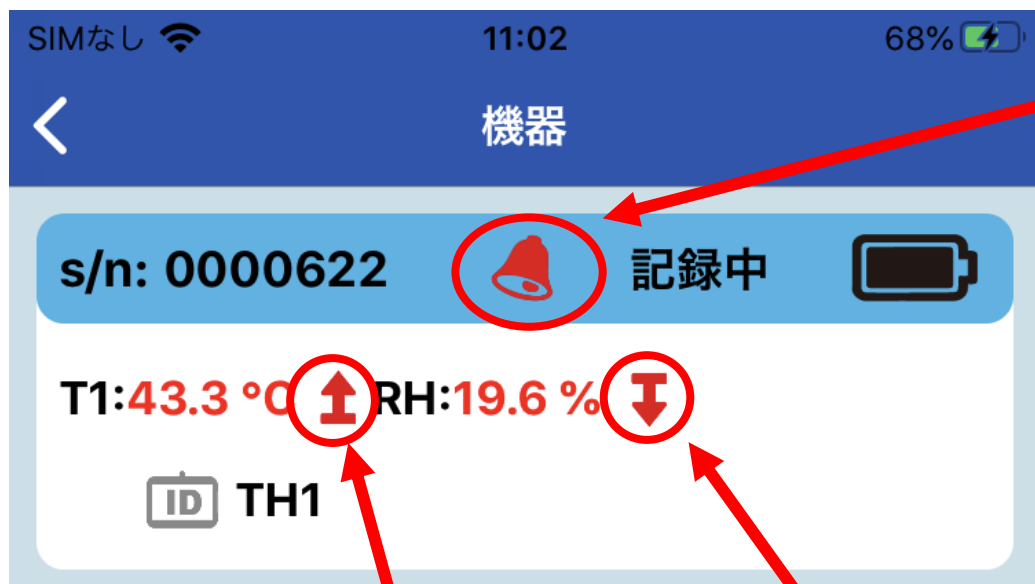 SIMなし 11:02 68%
機器
s/n: 0000622 記録中
T1:43.3 °C RH:19.6 %
ID TH1